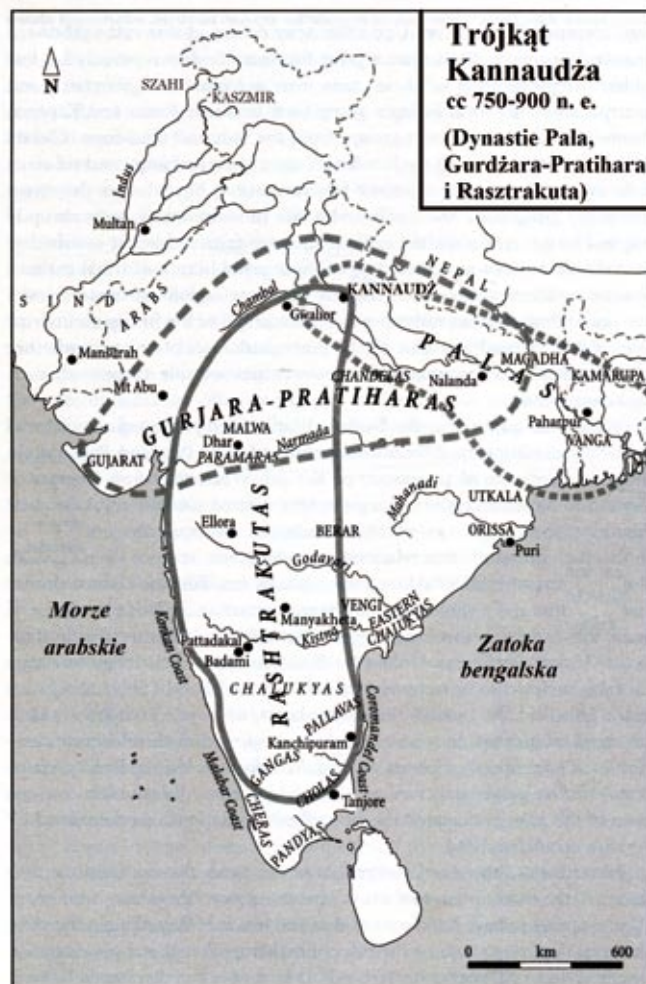 Trójkąt
Kannaudża
cc 750-900 n. e.
(Dynastie Pala,
Gurdżara-Pratihara
i Rasztrakuta)
N
SZAHI
KASZMIR
Indus
Multan
SIND
ARABS
Mansurah
Mt Abu
NEPAL
Chambal
KANNAUDŻ
Gwalior
PALAS
MAGADHA
KAMARUPA
CHANDELAS
Nalanda
Paharpur
VANGA
GURJARA-PRATIHARAS
MALWA
Dhar
PARAMARAS
Narmada
GUJARAT
UTKALA
Mahanadi
ORISSA
Puri
Ellora
BERAR
Godavari
RASHTRAKUTAS
Manyakheta
VENGI
EASTERN
CHALUKYAS
Kistna
Morze
arabskie
Zatoka
bengalska
Konkan Coast
Pattadakal
Badami
CHALUKYAS
PALLAVAS
Kanchipuram
Coromandel Coast
GANGAS
CHOLAS
Tanjore
Malabar Coast
CHERAS
PANDYAS
0 km 600